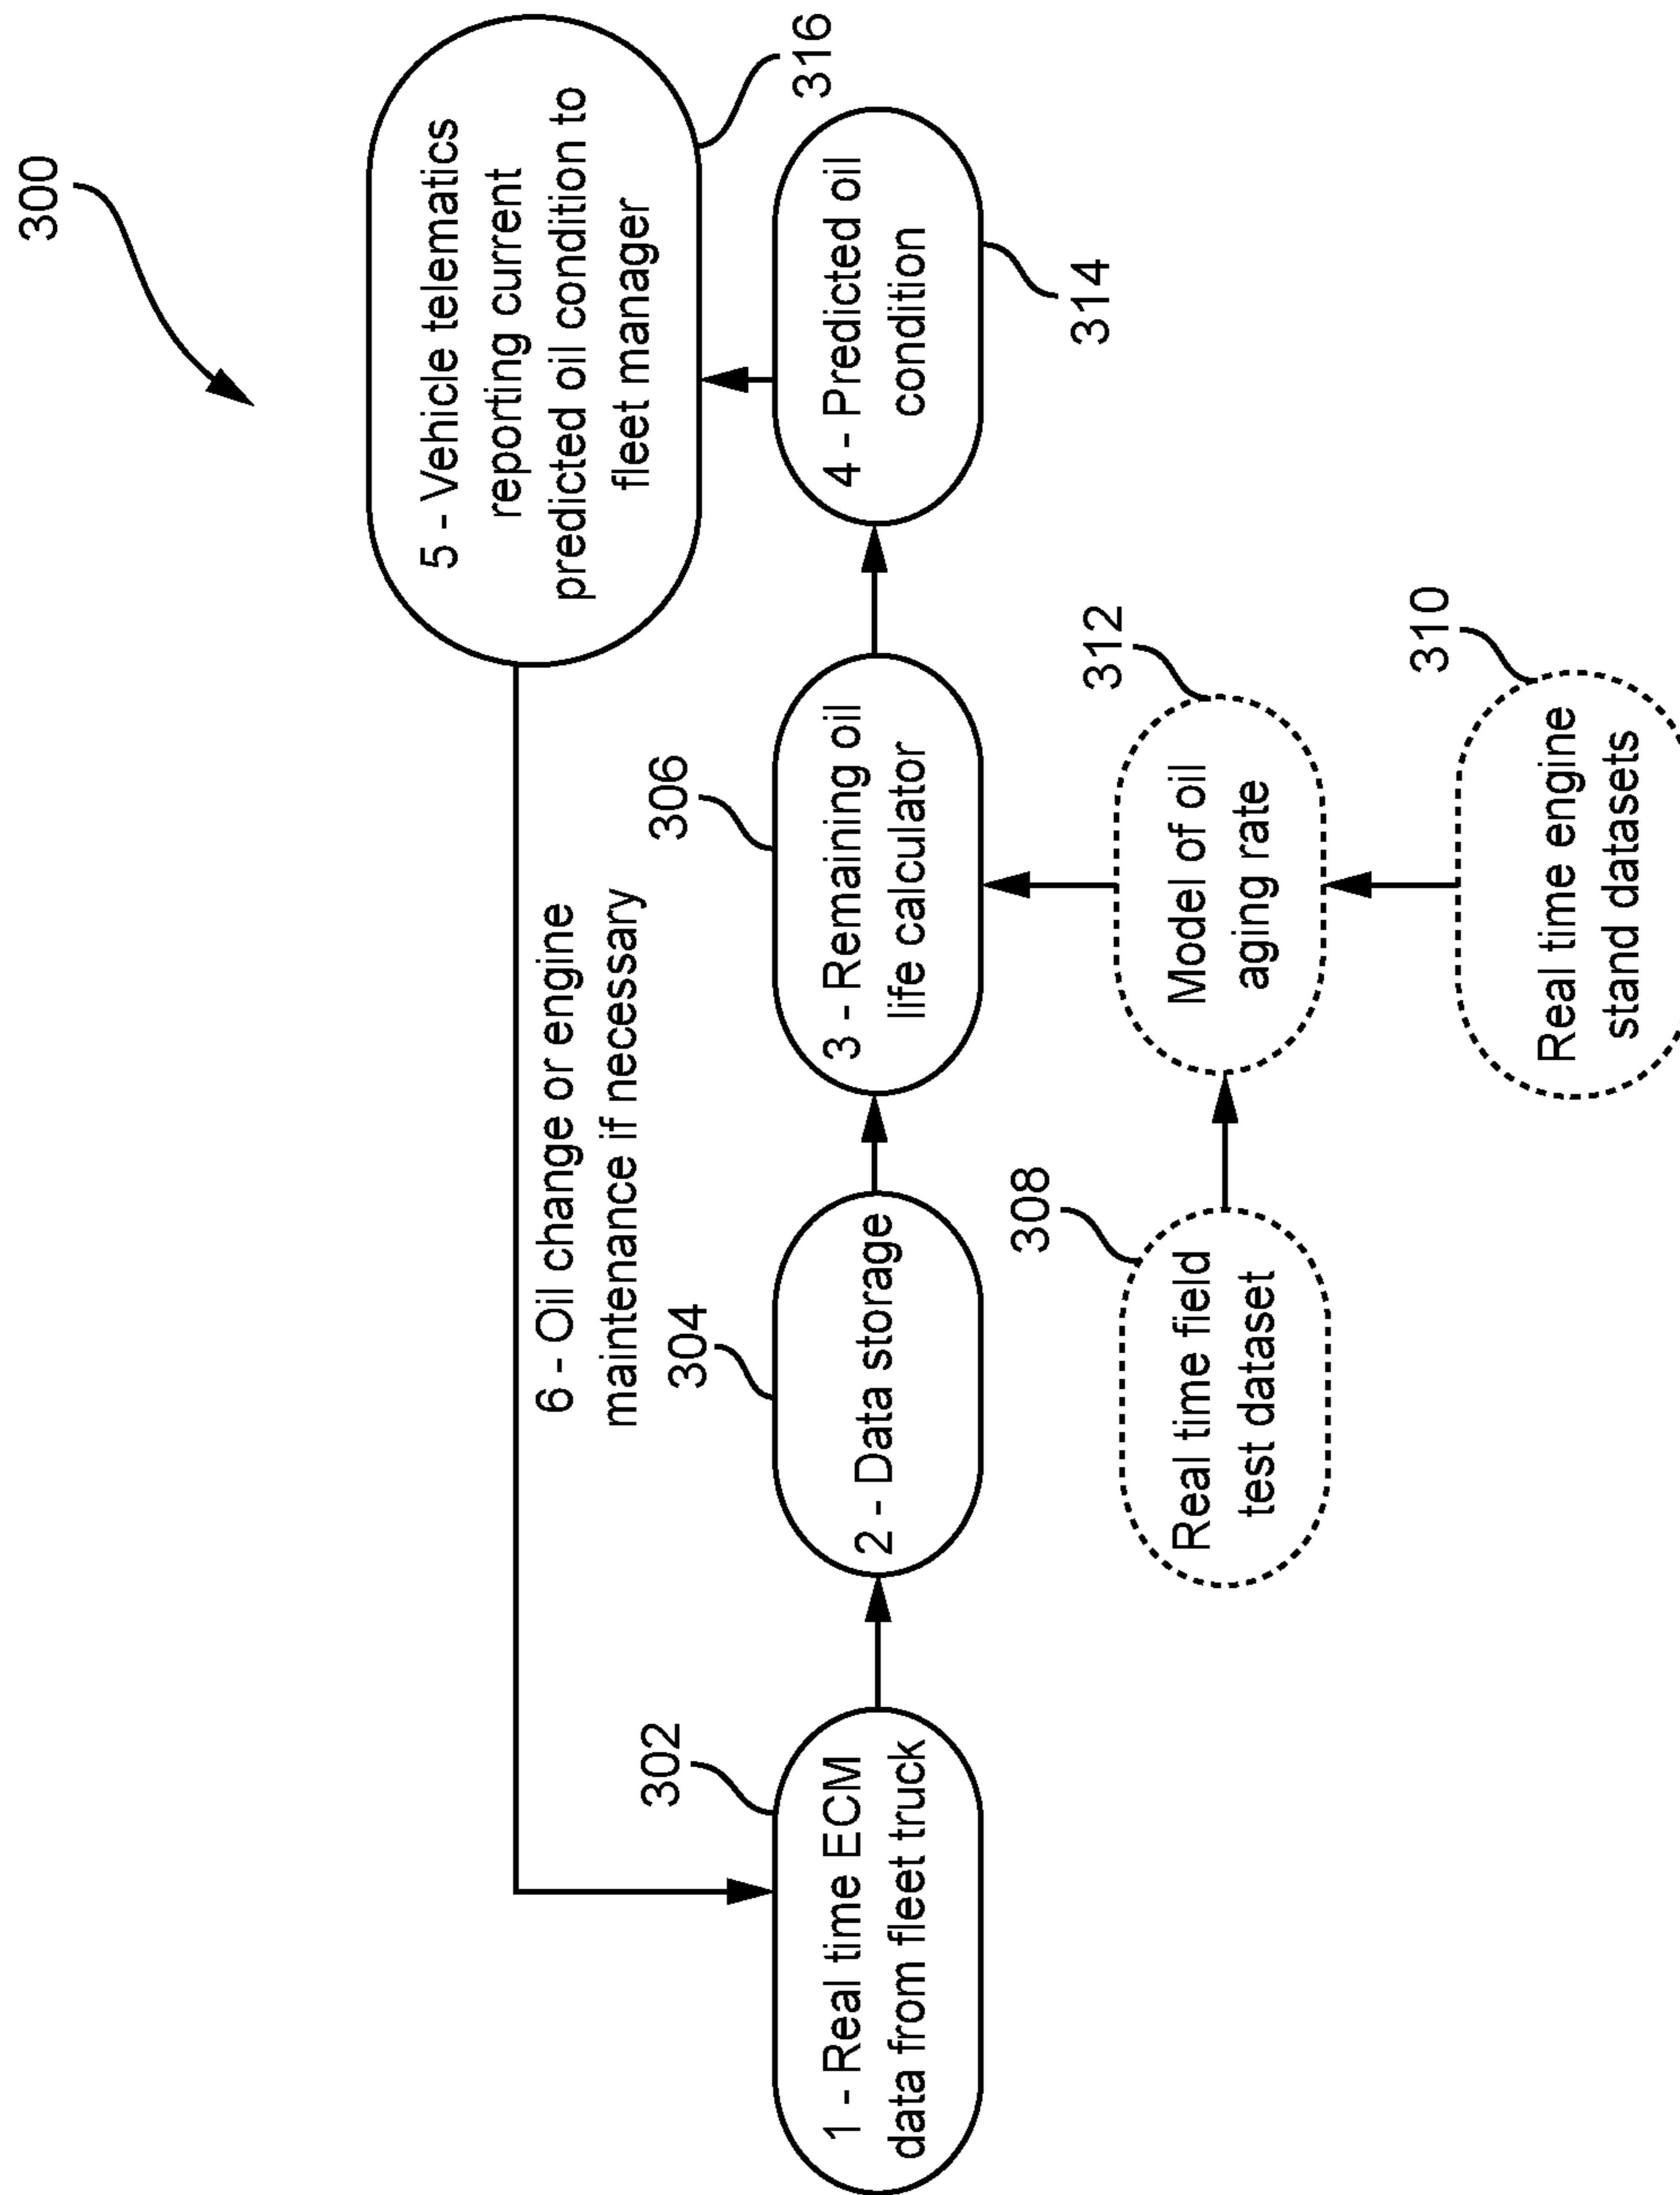 300
5 - Vehicle telematics
reporting current
predicted oil condition to
fleet manager
316
6 - Oil change or engine
maintenance if necessary
302
1 - Real time ECM
data from fleet truck
304
2 - Data storage
306
3 - Remaining oil
life calculator
4 - Predicted oil
condition
314
308
Real time field
test dataset
312
Model of oil
aging rate
310
Real time engine
stand datasets